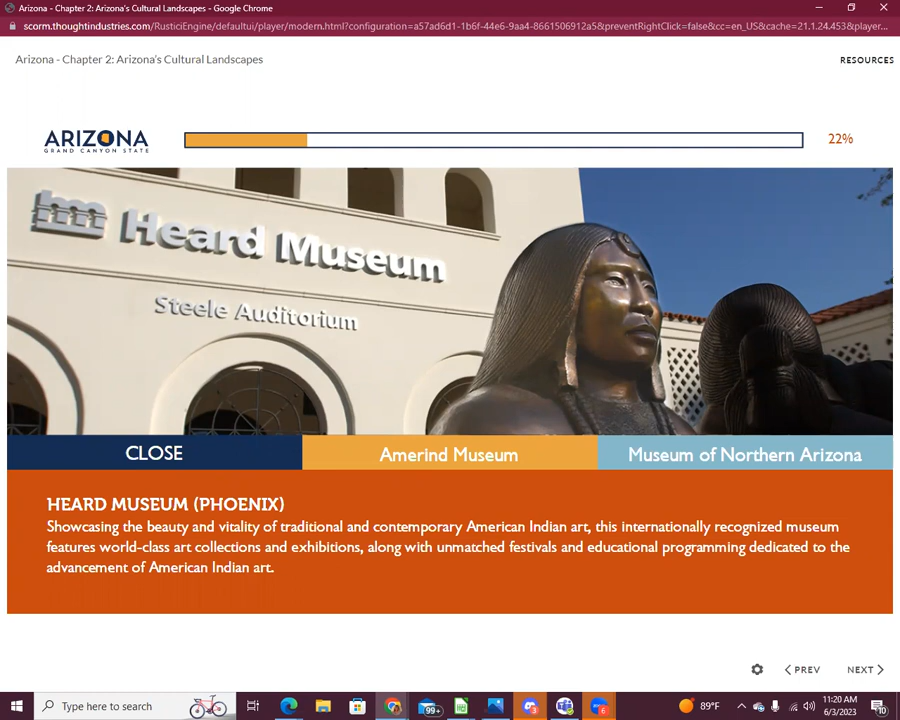 Arizona - Chapter 2: Arizona's Cultural Landscapes - Google Chrome
scorm.thoughtindustries.com/RusticiEngine/defaultui/player/modern.html?configuration=a57ad6d1-1b6f-44e6-9aa4-8661506912a5&preventRightClick=false&cc=en_US&cache=21.1.24.453&player...
Arizona - Chapter 2: Arizona's Cultural Landscapes
RESOURCES
ARIZONA
GRAND CANYON STATE
22%
Heard Museum
Steele Auditorium
CLOSE
Amerind Museum
Museum of Northern Arizona
HEARD MUSEUM (PHOENIX)
Showcasing the beauty and vitality of traditional and contemporary American Indian art, this internationally recognized museum
features world-class art collections and exhibitions, along with unmatched festivals and educational programming dedicated to the
advancement of American Indian art.
PREV
NEXT
Type here to search
99+
3
6
89°F
11:20 AM
6/3/2023
10